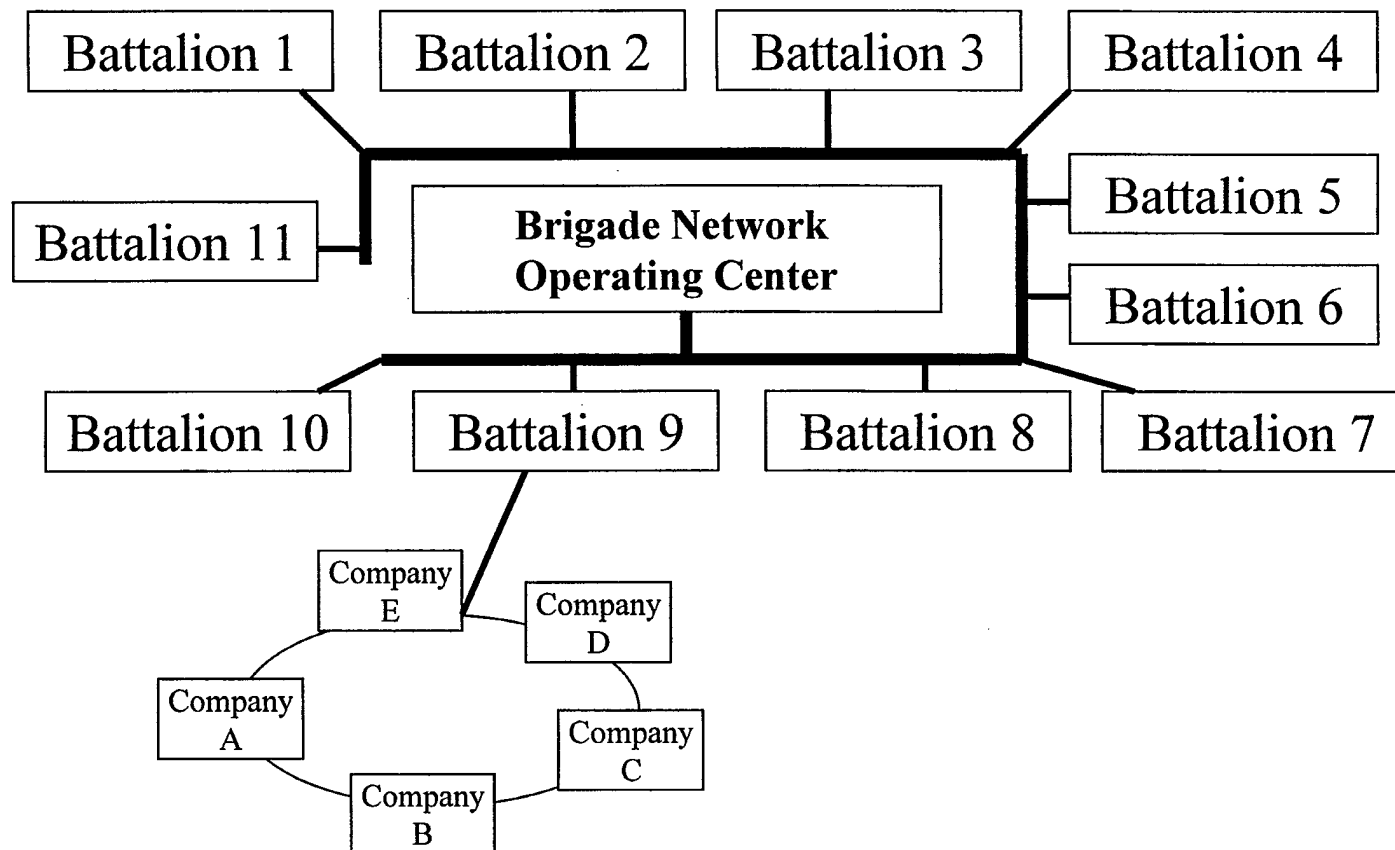 Battalion 1
Battalion 2
Battalion 3
Battalion 4
Battalion 11
Brigade Network
Operating Center
Battalion 5
Battalion 6
Battalion 10
Battalion 9
Battalion 8
Battalion 7
Company
E
Company
D
Company
A
Company
C
Company
B